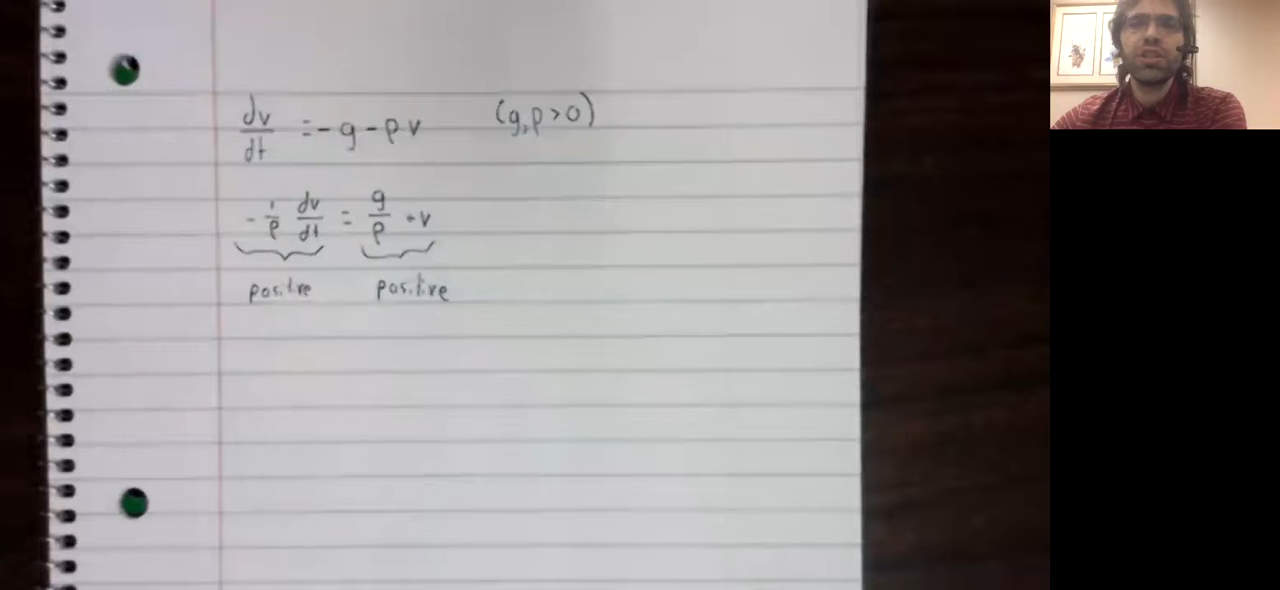 dv/dt = -g - ρv (g, ρ > 0)
-1/ρ dv/dt = g/ρ + v
positive positive